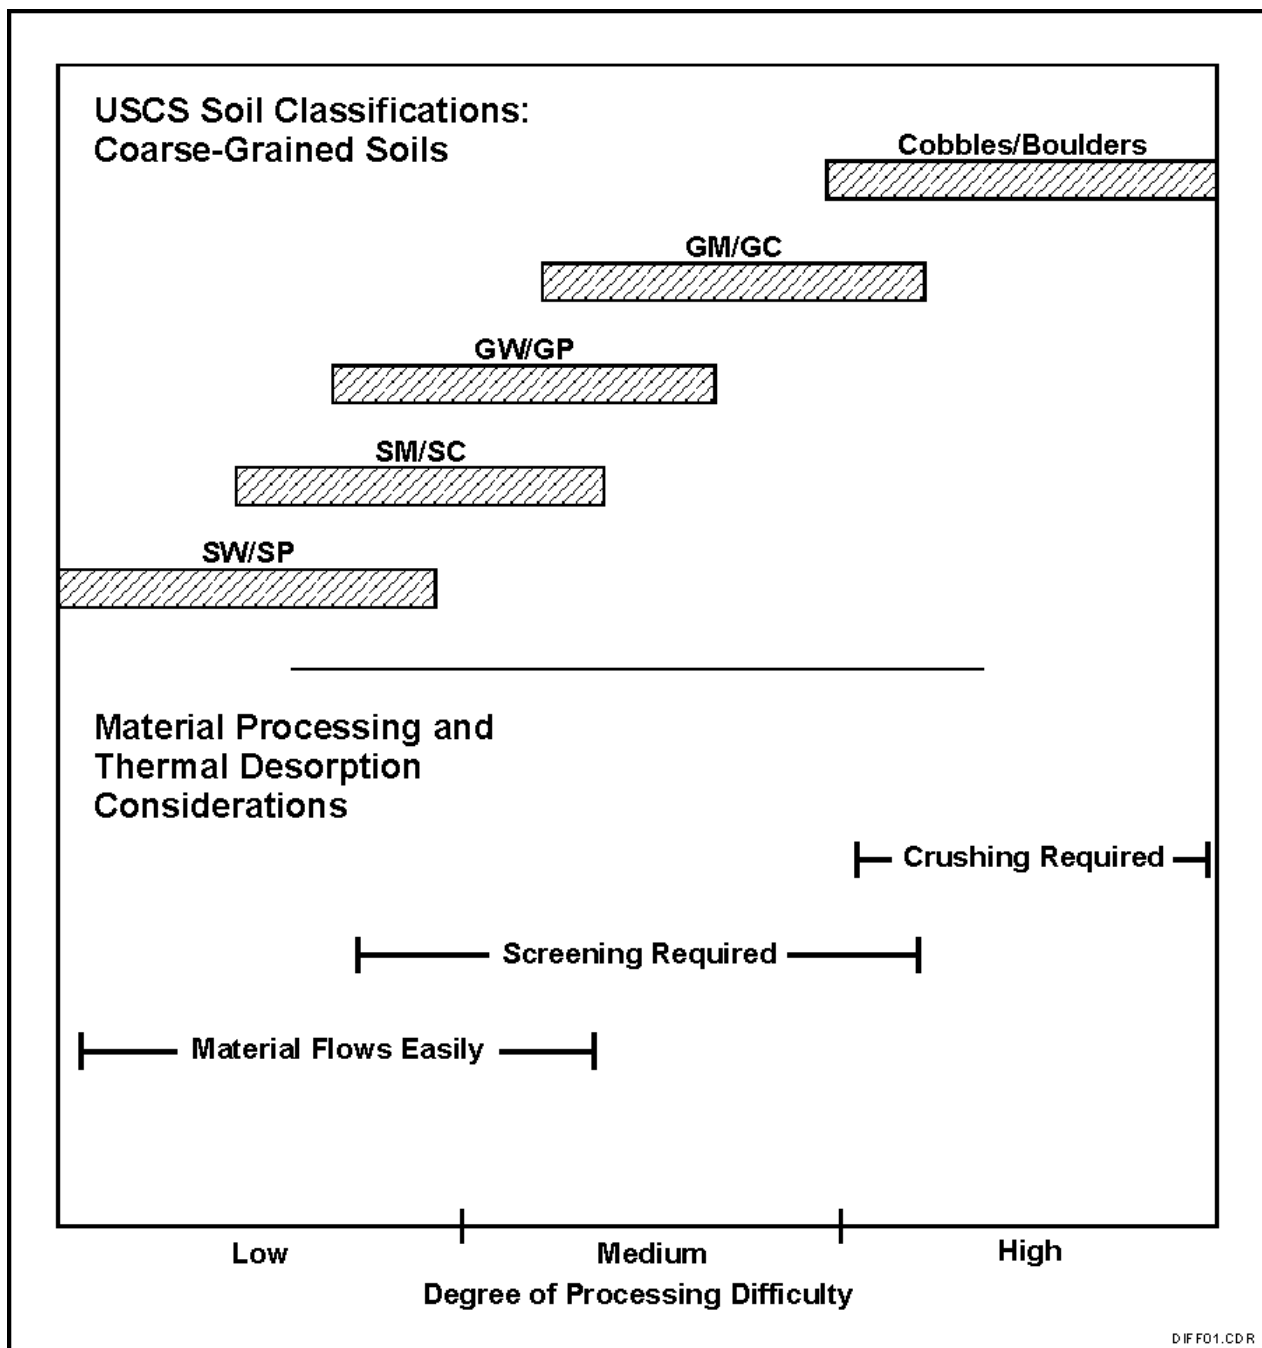 USCS Soil Classifications:
Coarse-Grained Soils
Cobbles/Boulders
GM/GC
GW/GP
SM/SC
SW/SP
Material Processing and
Thermal Desorption
Considerations
Crushing Required
Screening Required
Material Flows Easily
Low Medium High
Degree of Processing Difficulty
DIFF01.CDR